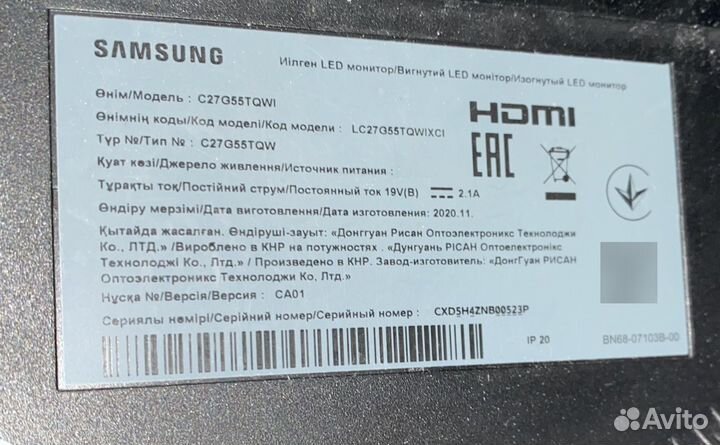 SAMSUNG
Иілген LED монитор/Вигнутий LED монітор/Изогнутый LED монитор
Өнім/Модель : C27G55TQWI
HDMI
Өнімнің коды/Код моделі/Код модели : LC27G55TQWIXCI
Түр №/Тип № : C27G55TQW
EAC
Қуат көзі/Джерело живлення/Источник питания :
Тұрақты ток/Постійний струм/Постоянный ток 19V(B) 2.1A
Өндіру мерзімі/Дата виготовлення/Дата изготовления: 2020.11.
Қытайда жасалған. Өндіруші-зауыт: «Донггуан Рисан Оптоэлектроникс Технолоджи
Ко., ЛТД.» /Вироблено в КНР на потужностях . «Дунгуань РІСАН Оптоелектронікс
Технолоджі Ко., Лтд.» / Произведено в КНР. Завод-изготовитель: «ДонгГуан РИСАН
Оптоэлектроникс Технолоджи Ко, Лтд.»
Нұсқа №/Версія/Версия : CA01
Сериялы нөмірі/Серійний номер/Серийный номер : CXD5H4ZNB00523P
IP 20
BN68-07103B-00
Avito